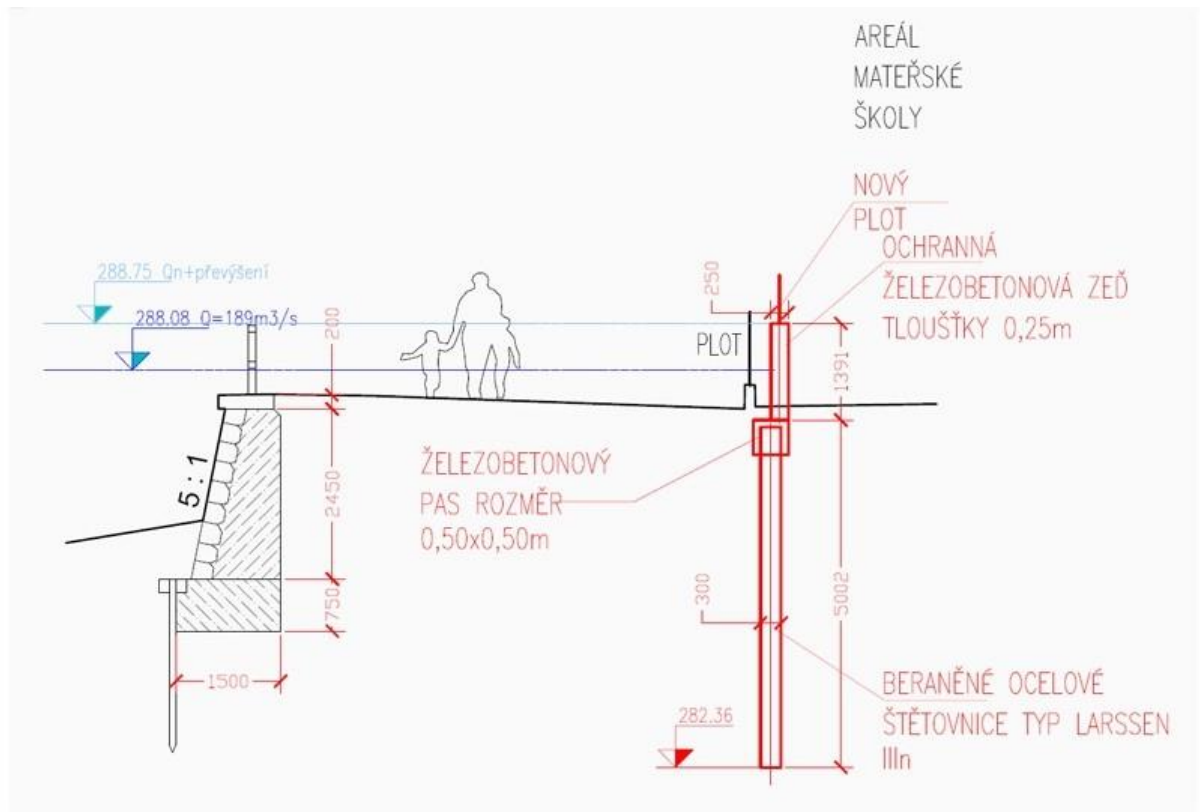 AREÁL
MATEŘSKÉ
ŠKOLY
NOVÝ
PLOT
OCHRANNÁ
ŽELEZOBETONOVÁ ZEĎ
TLOUŠŤKY 0,25m
288.75 Qn+převýšení
288.08 Q=189m3/s
200
250
PLOT
1391
5:1
2450
ŽELEZOBETONOVÝ
PAS ROZMĚR
0,50x0,50m
750
300
5002
1500
282.36
BERANĚNÉ OCELOVÉ
ŠTĚTOVNICE TYP LARSSEN
IIIn